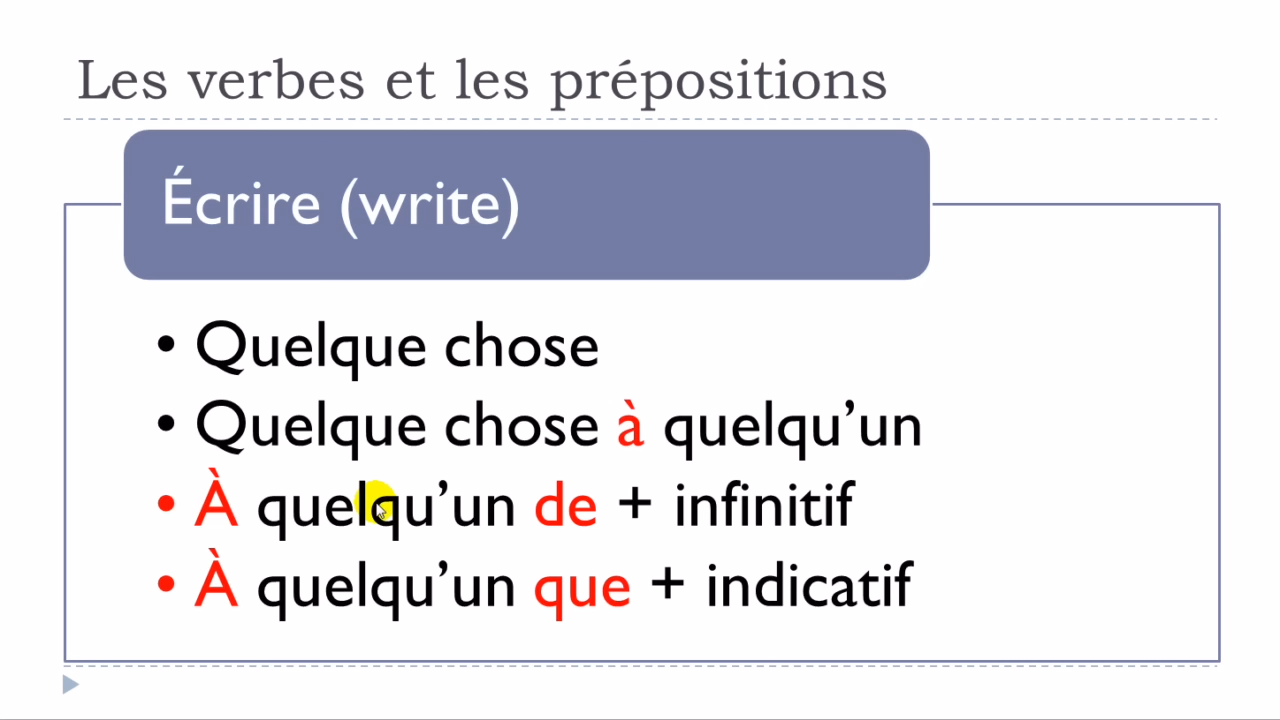 Les verbes et les prépositions
Écrire (write)
• Quelque chose
• Quelque chose à quelqu’un
• À quelqu’un de + infinitif
• À quelqu’un que + indicatif